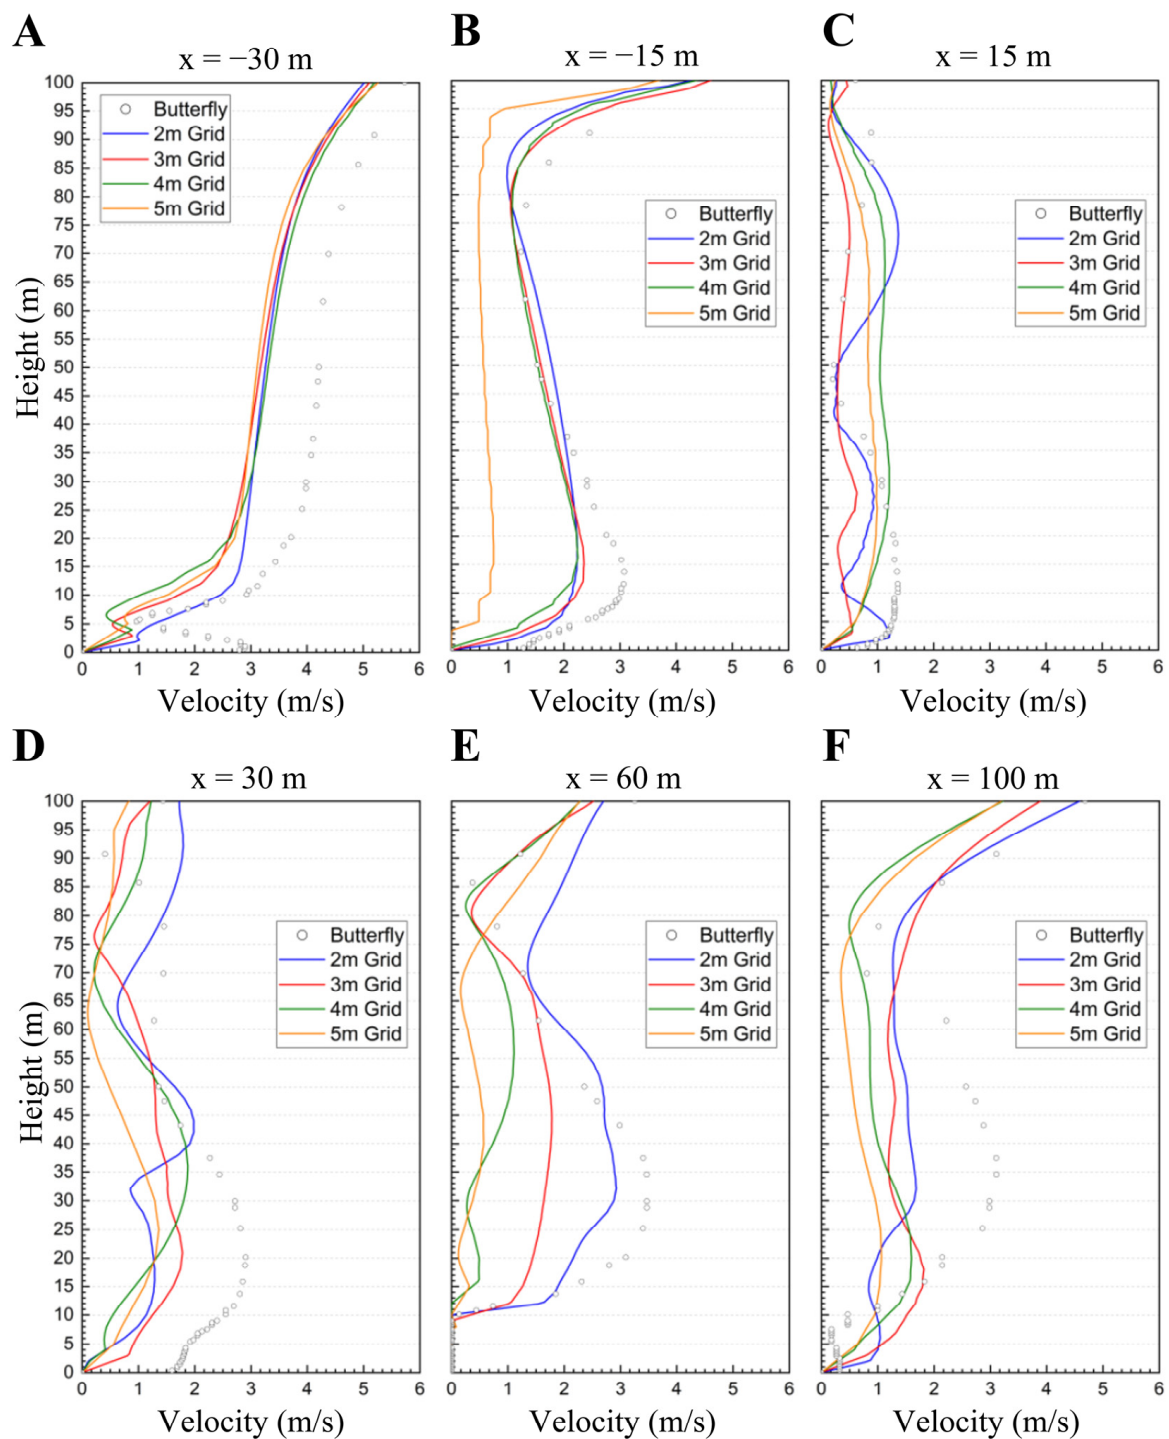 A
x = −30 m
B
x = −15 m
C
x = 15 m
Height (m)
100
95
90
85
80
75
70
65
60
55
50
45
40
35
30
25
20
15
10
5
0
Butterfly
2m Grid
3m Grid
4m Grid
5m Grid
0 1 2 3 4 5 6
Velocity (m/s)
Butterfly
2m Grid
3m Grid
4m Grid
5m Grid
0 1 2 3 4 5 6
Velocity (m/s)
Butterfly
2m Grid
3m Grid
4m Grid
5m Grid
0 1 2 3 4 5 6
Velocity (m/s)
D
x = 30 m
E
x = 60 m
F
x = 100 m
Height (m)
100
95
90
85
80
75
70
65
60
55
50
45
40
35
30
25
20
15
10
5
0
Butterfly
2m Grid
3m Grid
4m Grid
5m Grid
0 1 2 3 4 5 6
Velocity (m/s)
Butterfly
2m Grid
3m Grid
4m Grid
5m Grid
0 1 2 3 4 5 6
Velocity (m/s)
Butterfly
2m Grid
3m Grid
4m Grid
5m Grid
0 1 2 3 4 5 6
Velocity (m/s)